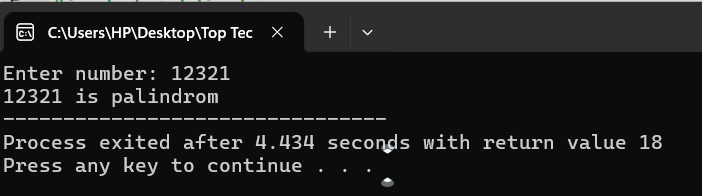 C:\Users\HP\Desktop\Top Tec
Enter number: 12321
12321 is palindrom
--------------------------------
Process exited after 4.434 seconds with return value 18
Press any key to continue . . .